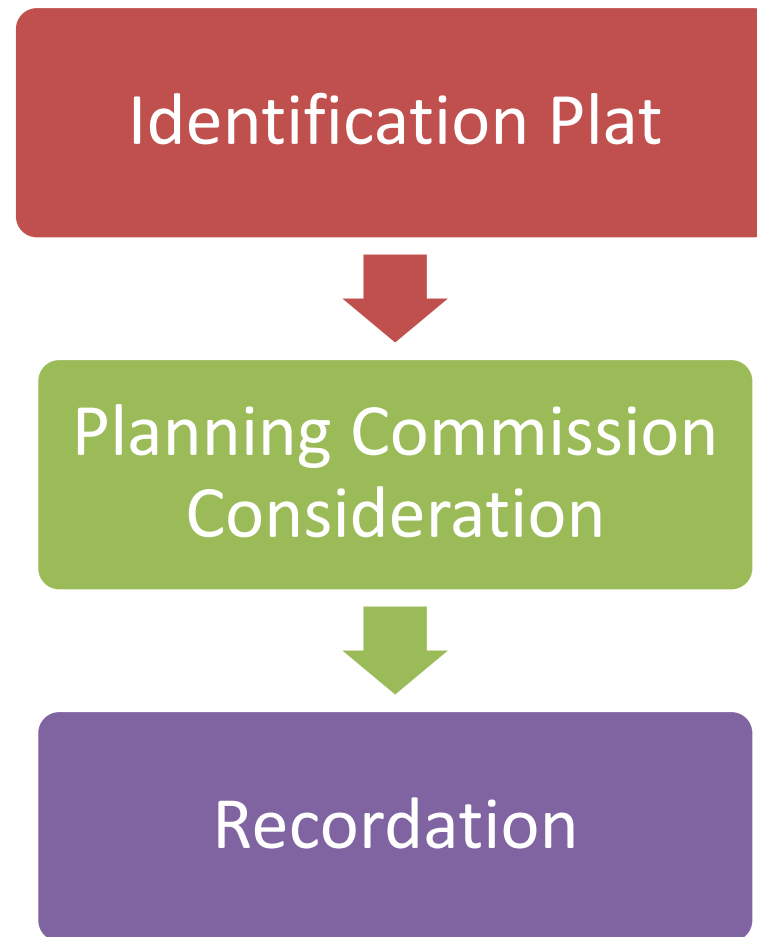 Identification Plat
Planning Commission
Consideration
Recordation